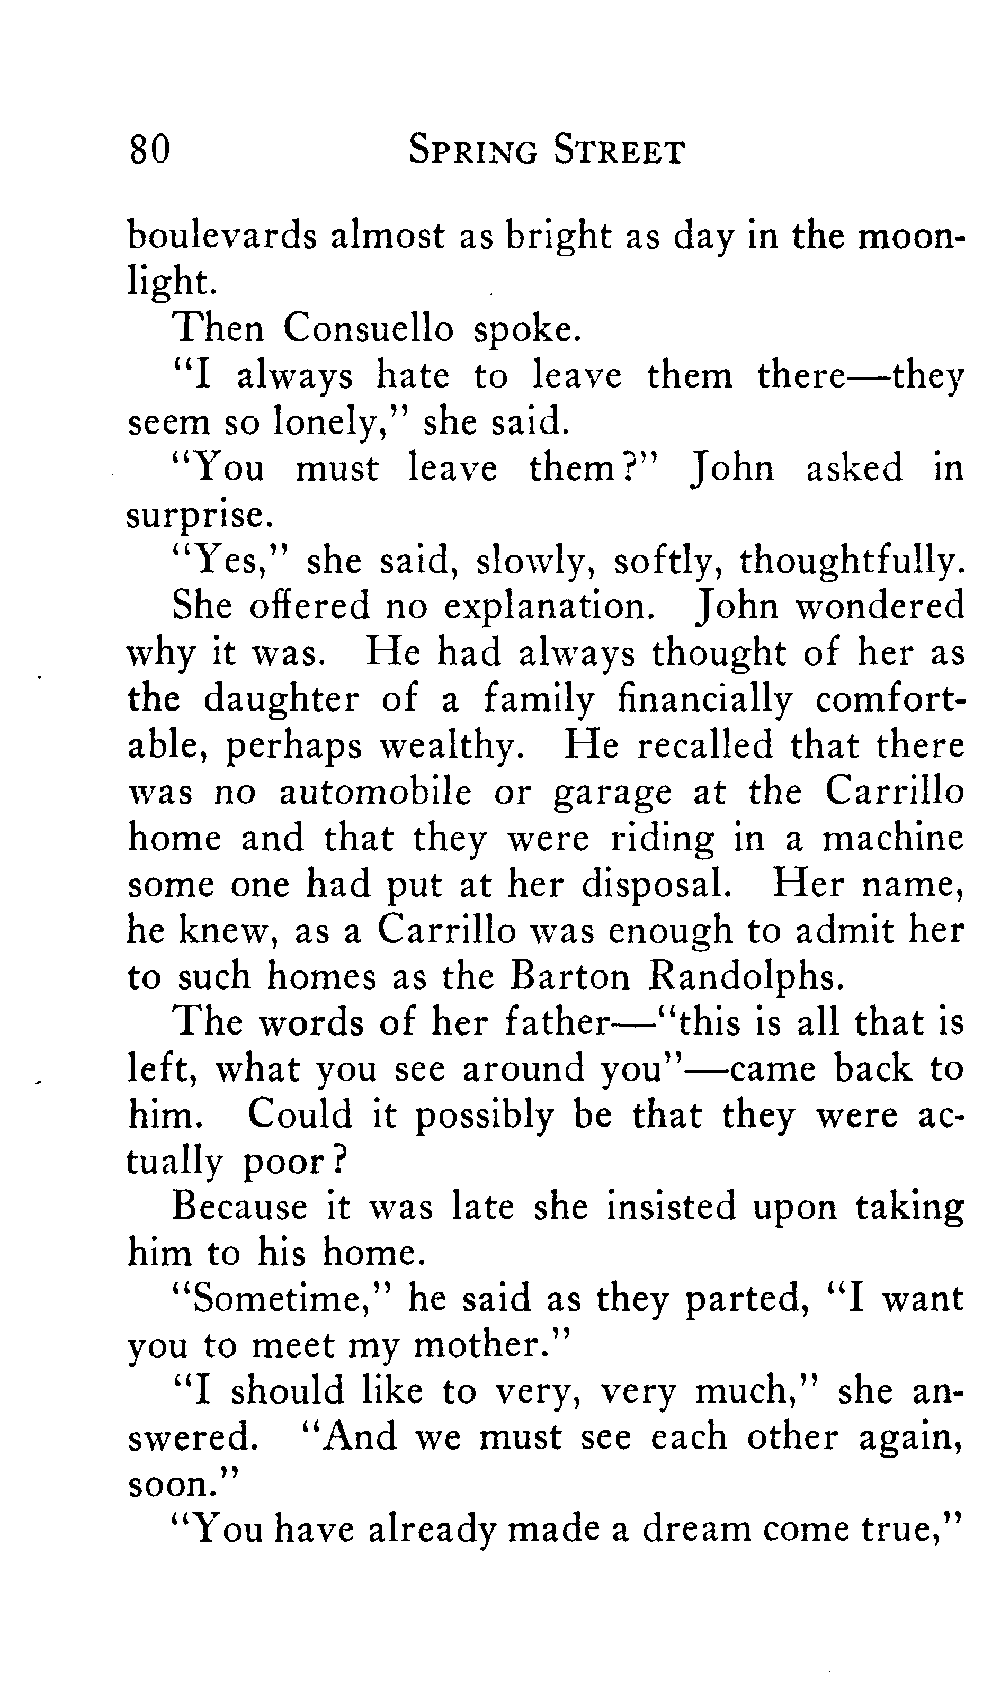 80 SPRING STREET
boulevards almost as bright as day in the moon-
light.
Then Consuello spoke.
“I always hate to leave them there—they
seem so lonely,” she said.
“You must leave them?” John asked in
surprise.
“Yes,” she said, slowly, softly, thoughtfully.
She offered no explanation. John wondered
why it was. He had always thought of her as
the daughter of a family financially comfort-
able, perhaps wealthy. He recalled that there
was no automobile or garage at the Carrillo
home and that they were riding in a machine
some one had put at her disposal. Her name,
he knew, as a Carrillo was enough to admit her
to such homes as the Barton Randolphs.
The words of her father—“this is all that is
left, what you see around you”—came back to
him. Could it possibly be that they were ac-
tually poor?
Because it was late she insisted upon taking
him to his home.
“Sometime,” he said as they parted, “I want
you to meet my mother.”
“I should like to very, very much,” she an-
swered. “And we must see each other again,
soon.”
“You have already made a dream come true,”